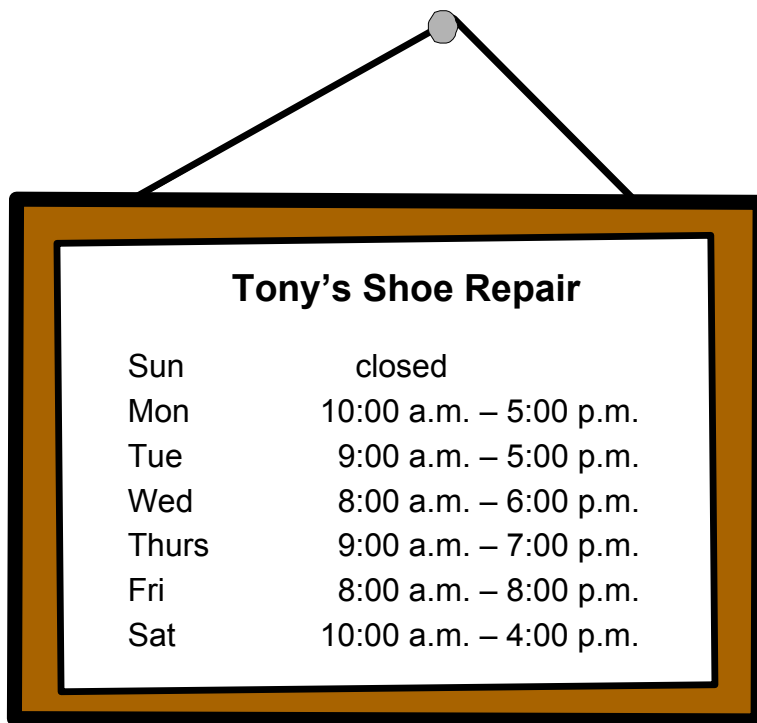 Tony’s Shoe Repair
Sun closed
Mon 10:00 a.m. – 5:00 p.m.
Tue 9:00 a.m. – 5:00 p.m.
Wed 8:00 a.m. – 6:00 p.m.
Thurs 9:00 a.m. – 7:00 p.m.
Fri 8:00 a.m. – 8:00 p.m.
Sat 10:00 a.m. – 4:00 p.m.